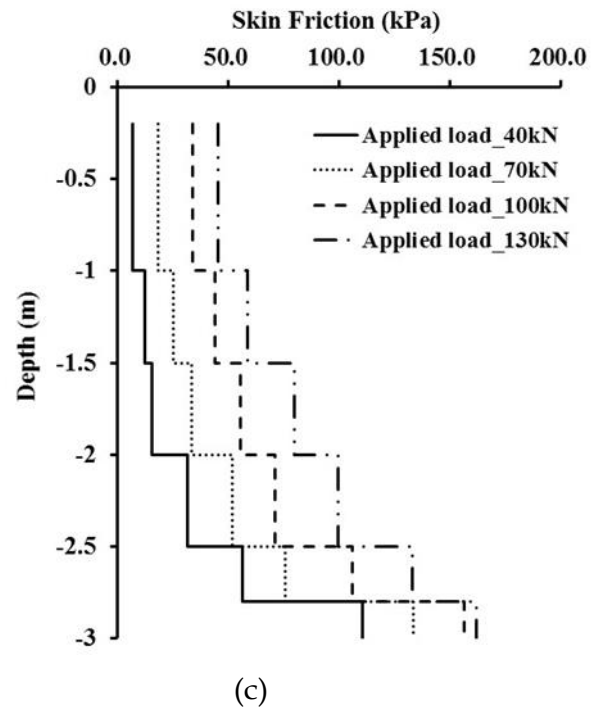 Skin Friction (kPa)
0.0 50.0 100.0 150.0 200.0
0
-0.5
-1
-1.5
-2
-2.5
-3
Depth (m)
Applied load_40kN
Applied load_70kN
Applied load_100kN
Applied load_130kN
(c)